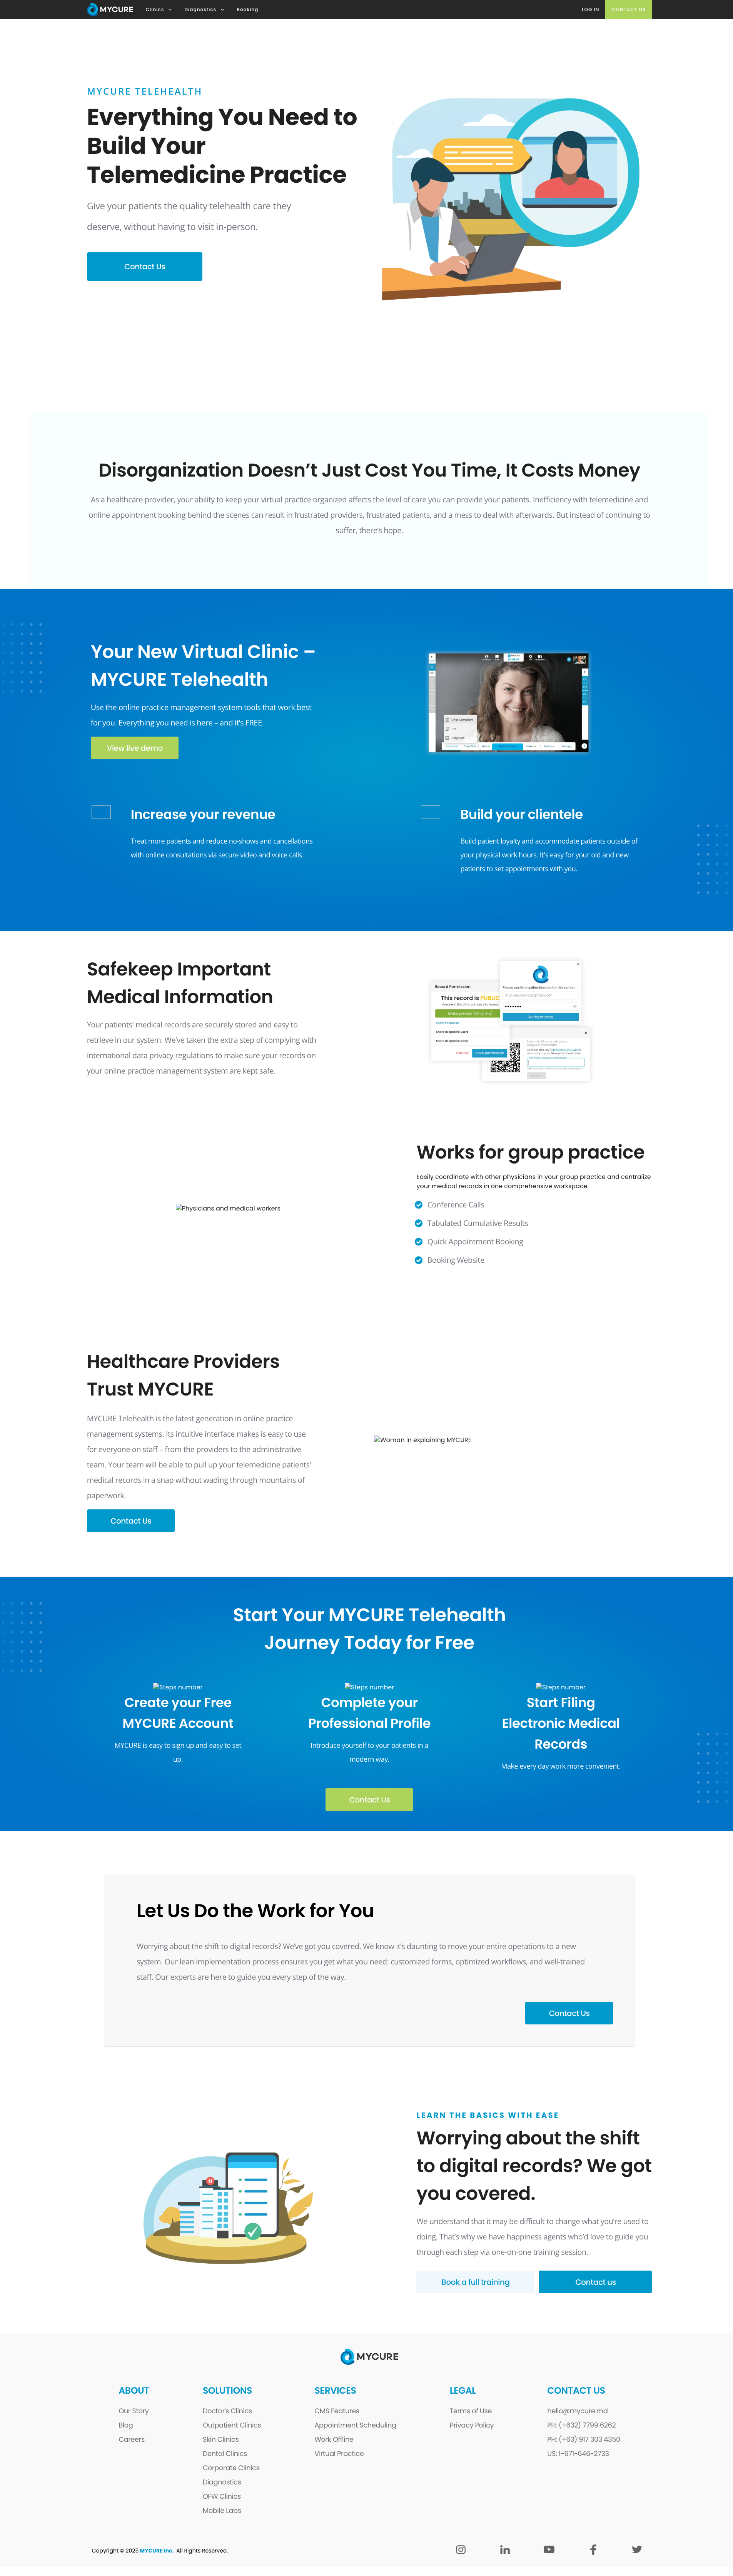 MYCURE
Clinics
Diagnostics
Booking
LOG IN
CONTACT US
MYCURE TELEHEALTH
Everything You Need to
Build Your
Telemedicine Practice
Give your patients the quality telehealth care they
deserve, without having to visit in-person.
Contact Us
Disorganization Doesn’t Just Cost You Time, It Costs Money
As a healthcare provider, your ability to keep your virtual practice organized affects the level of care you can provide your patients. Inefficiency with telemedicine and
online appointment booking behind the scenes can result in frustrated providers, frustrated patients, and a mess to deal with afterwards. But instead of continuing to
suffer, there’s hope.
Your New Virtual Clinic –
MYCURE Telehealth
Use the online practice management system tools that work best
for you. Everything you need is here – and it’s FREE.
View live demo
Increase your revenue
Treat more patients and reduce no-shows and cancellations
with online consultations via secure video and voice calls.
Build your clientele
Build patient loyalty and accommodate patients outside of
your physical work hours. It’s easy for your old and new
patients to set appointments with you.
Safekeep Important
Medical Information
Your patients’ medical records are securely stored and easy to
retrieve in our system. We’ve taken the extra step of complying with
international data privacy regulations to make sure your records on
your online practice management system are kept safe.
Record Permission
This record is PUBLIC
Make private (only me)
Share to specific users
Share to specific clinic
Cancel
Save permission
Please confirm authentication for this action.
Authenticate
Works for group practice
Easily coordinate with other physicians in your group practice and centralize
your medical records in one comprehensive workspace.
Conference Calls
Tabulated Cumulative Results
Quick Appointment Booking
Booking Website
Physicians and medical workers
Healthcare Providers
Trust MYCURE
MYCURE Telehealth is the latest generation in online practice
management systems. Its intuitive interface makes is easy to use
for everyone on staff – from the providers to the administrative
team. Your team will be able to pull up your telemedicine patients’
medical records in a snap without wading through mountains of
paperwork.
Contact Us
Woman in explaining MYCURE
Start Your MYCURE Telehealth
Journey Today for Free
Steps number
Create your Free
MYCURE Account
MYCURE is easy to sign up and easy to set
up.
Steps number
Complete your
Professional Profile
Introduce yourself to your patients in a
modern way.
Steps number
Start Filing
Electronic Medical
Records
Make every day work more convenient.
Contact Us
Let Us Do the Work for You
Worrying about the shift to digital records? We’ve got you covered. We know it’s daunting to move your entire operations to a new
system. Our lean implementation process ensures you get what you need: customized forms, optimized workflows, and well-trained
staff. Our experts are here to guide you every step of the way.
Contact Us
LEARN THE BASICS WITH EASE
Worrying about the shift
to digital records? We got
you covered.
We understand that it may be difficult to change what you’re used to
doing. That’s why we have happiness agents who’d love to guide you
through each step via one-on-one training session.
Book a full training
Contact us
MYCURE
ABOUT
Our Story
Blog
Careers
SOLUTIONS
Doctor's Clinics
Outpatient Clinics
Skin Clinics
Dental Clinics
Corporate Clinics
Diagnostics
OFW Clinics
Mobile Labs
SERVICES
CMS Features
Appointment Scheduling
Work Offline
Virtual Practice
LEGAL
Terms of Use
Privacy Policy
CONTACT US
hello@mycure.md
PH: (+632) 7799 6262
PH: (+63) 917 303 4350
US: 1-671-646-2733
Copyright © 2025 MYCURE Inc. All Rights Reserved.